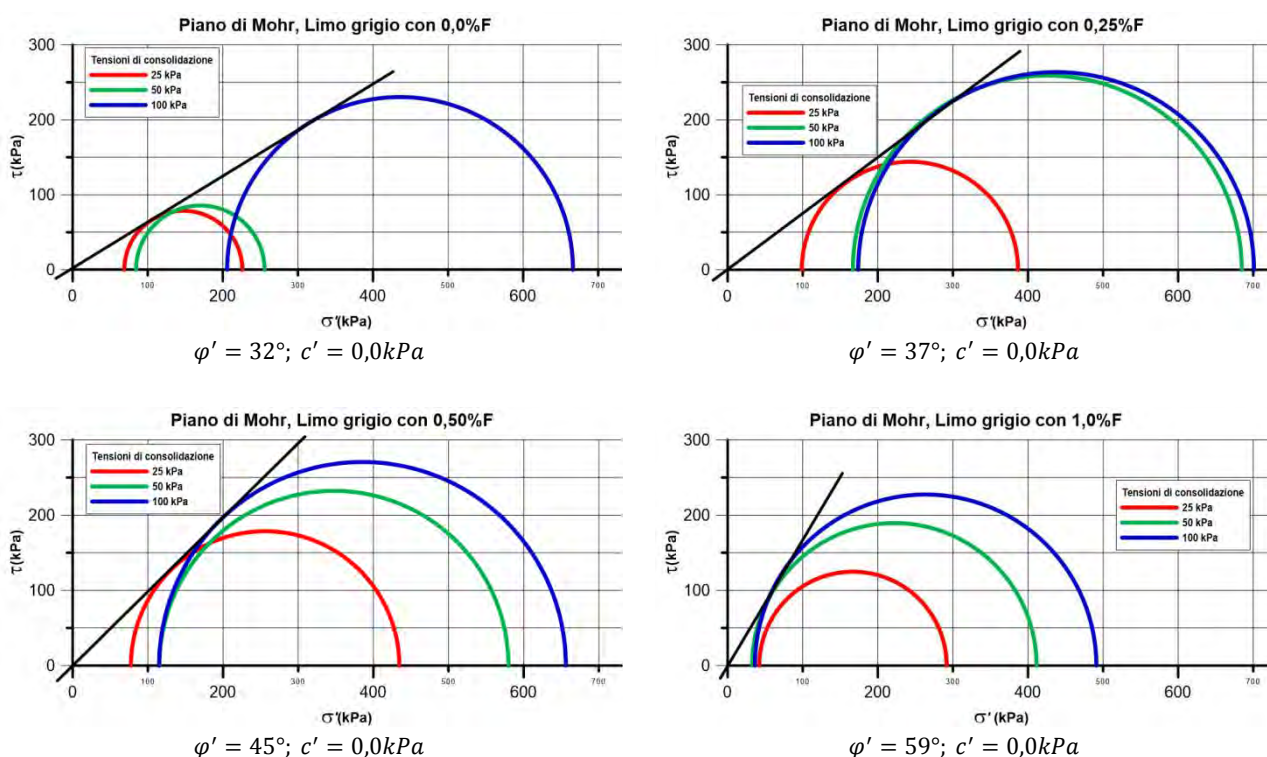 Piano di Mohr, Limo grigio con 0,0%F
300
200
100
0
τ(kPa)
Tensioni di consolidazione
25 kPa
50 kPa
100 kPa
0 100 200 300 400 500 600 700
σ'(kPa)
φ′ = 32°; c′ = 0,0kPa
Piano di Mohr, Limo grigio con 0,25%F
300
200
100
0
τ(kPa)
Tensioni di consolidazione
25 kPa
50 kPa
100 kPa
0 100 200 300 400 500 600 700
σ'(kPa)
φ′ = 37°; c′ = 0,0kPa
Piano di Mohr, Limo grigio con 0,50%F
300
200
100
0
τ(kPa)
Tensioni di consolidazione
25 kPa
50 kPa
100 kPa
0 100 200 300 400 500 600 700
σ'(kPa)
φ′ = 45°; c′ = 0,0kPa
Piano di Mohr, Limo grigio con 1,0%F
300
200
100
0
τ(kPa)
Tensioni di consolidazione
25 kPa
50 kPa
100 kPa
0 100 200 300 400 500 600 700
σ' (kPa)
φ′ = 59°; c′ = 0,0kPa